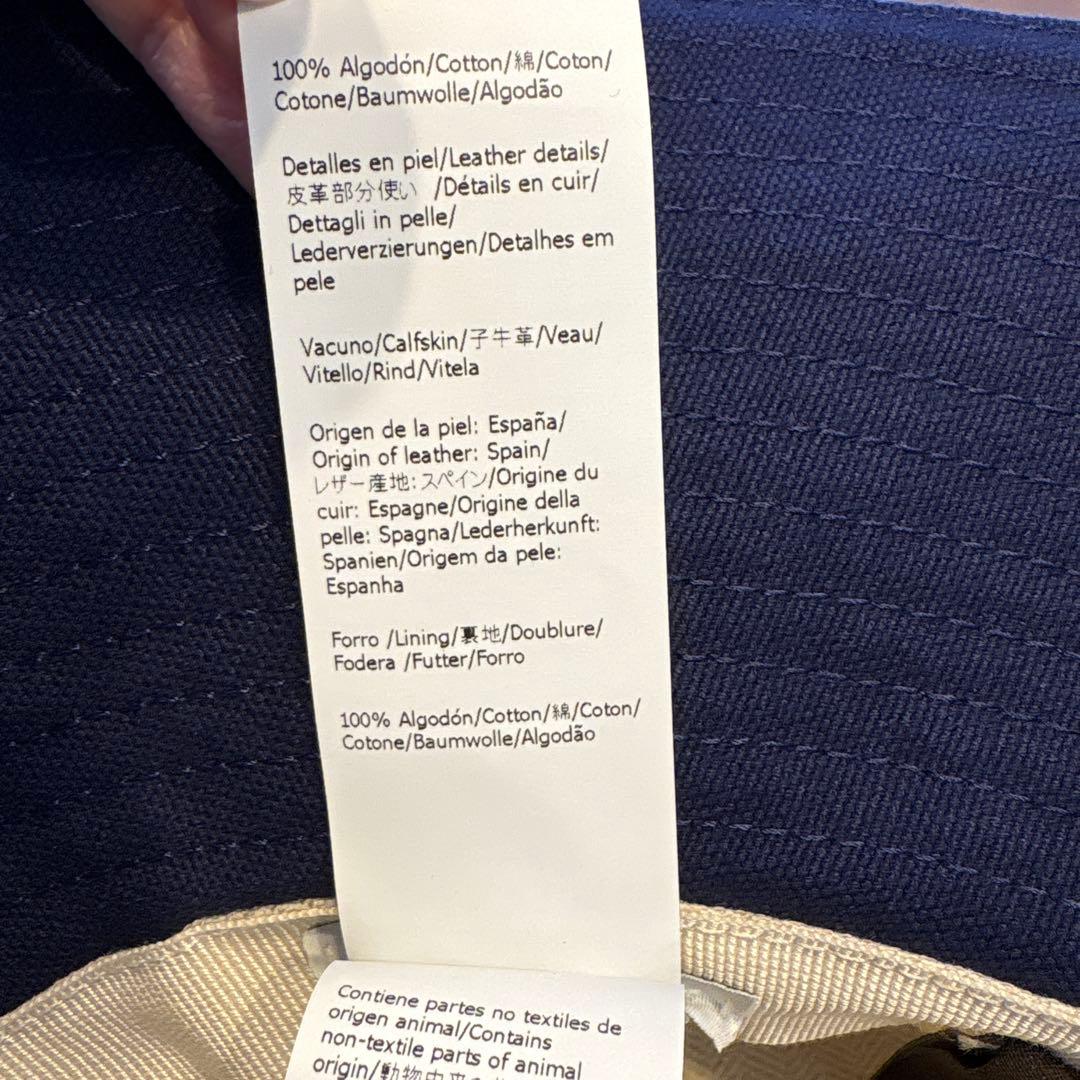 100% Algodón/Cotton/綿/Coton/
Cotone/Baumwolle/Algodão
Detalles en piel/Leather details/
皮革部分使い /Détails en cuir/
Dettagli in pelle/
Lederverzierungen/Detalhes em
pele
Vacuno/Calfskin/子牛革/Veau/
Vitello/Rind/Vitela
Origen de la piel: España/
Origin of leather: Spain/
レザー産地:スペイン/Origine du
cuir: Espagne/Origine della
pelle: Spagna/Lederherkunft:
Spanien/Origem da pele:
Espanha
Forro /Lining/裏地/Doublure/
Fodera /Futter/Forro
100% Algodón/Cotton/綿/Coton/
Cotone/Baumwolle/Algodão
Contiene partes no textiles de
origen animal/Contains
non-textile parts of animal
origin/動物由来